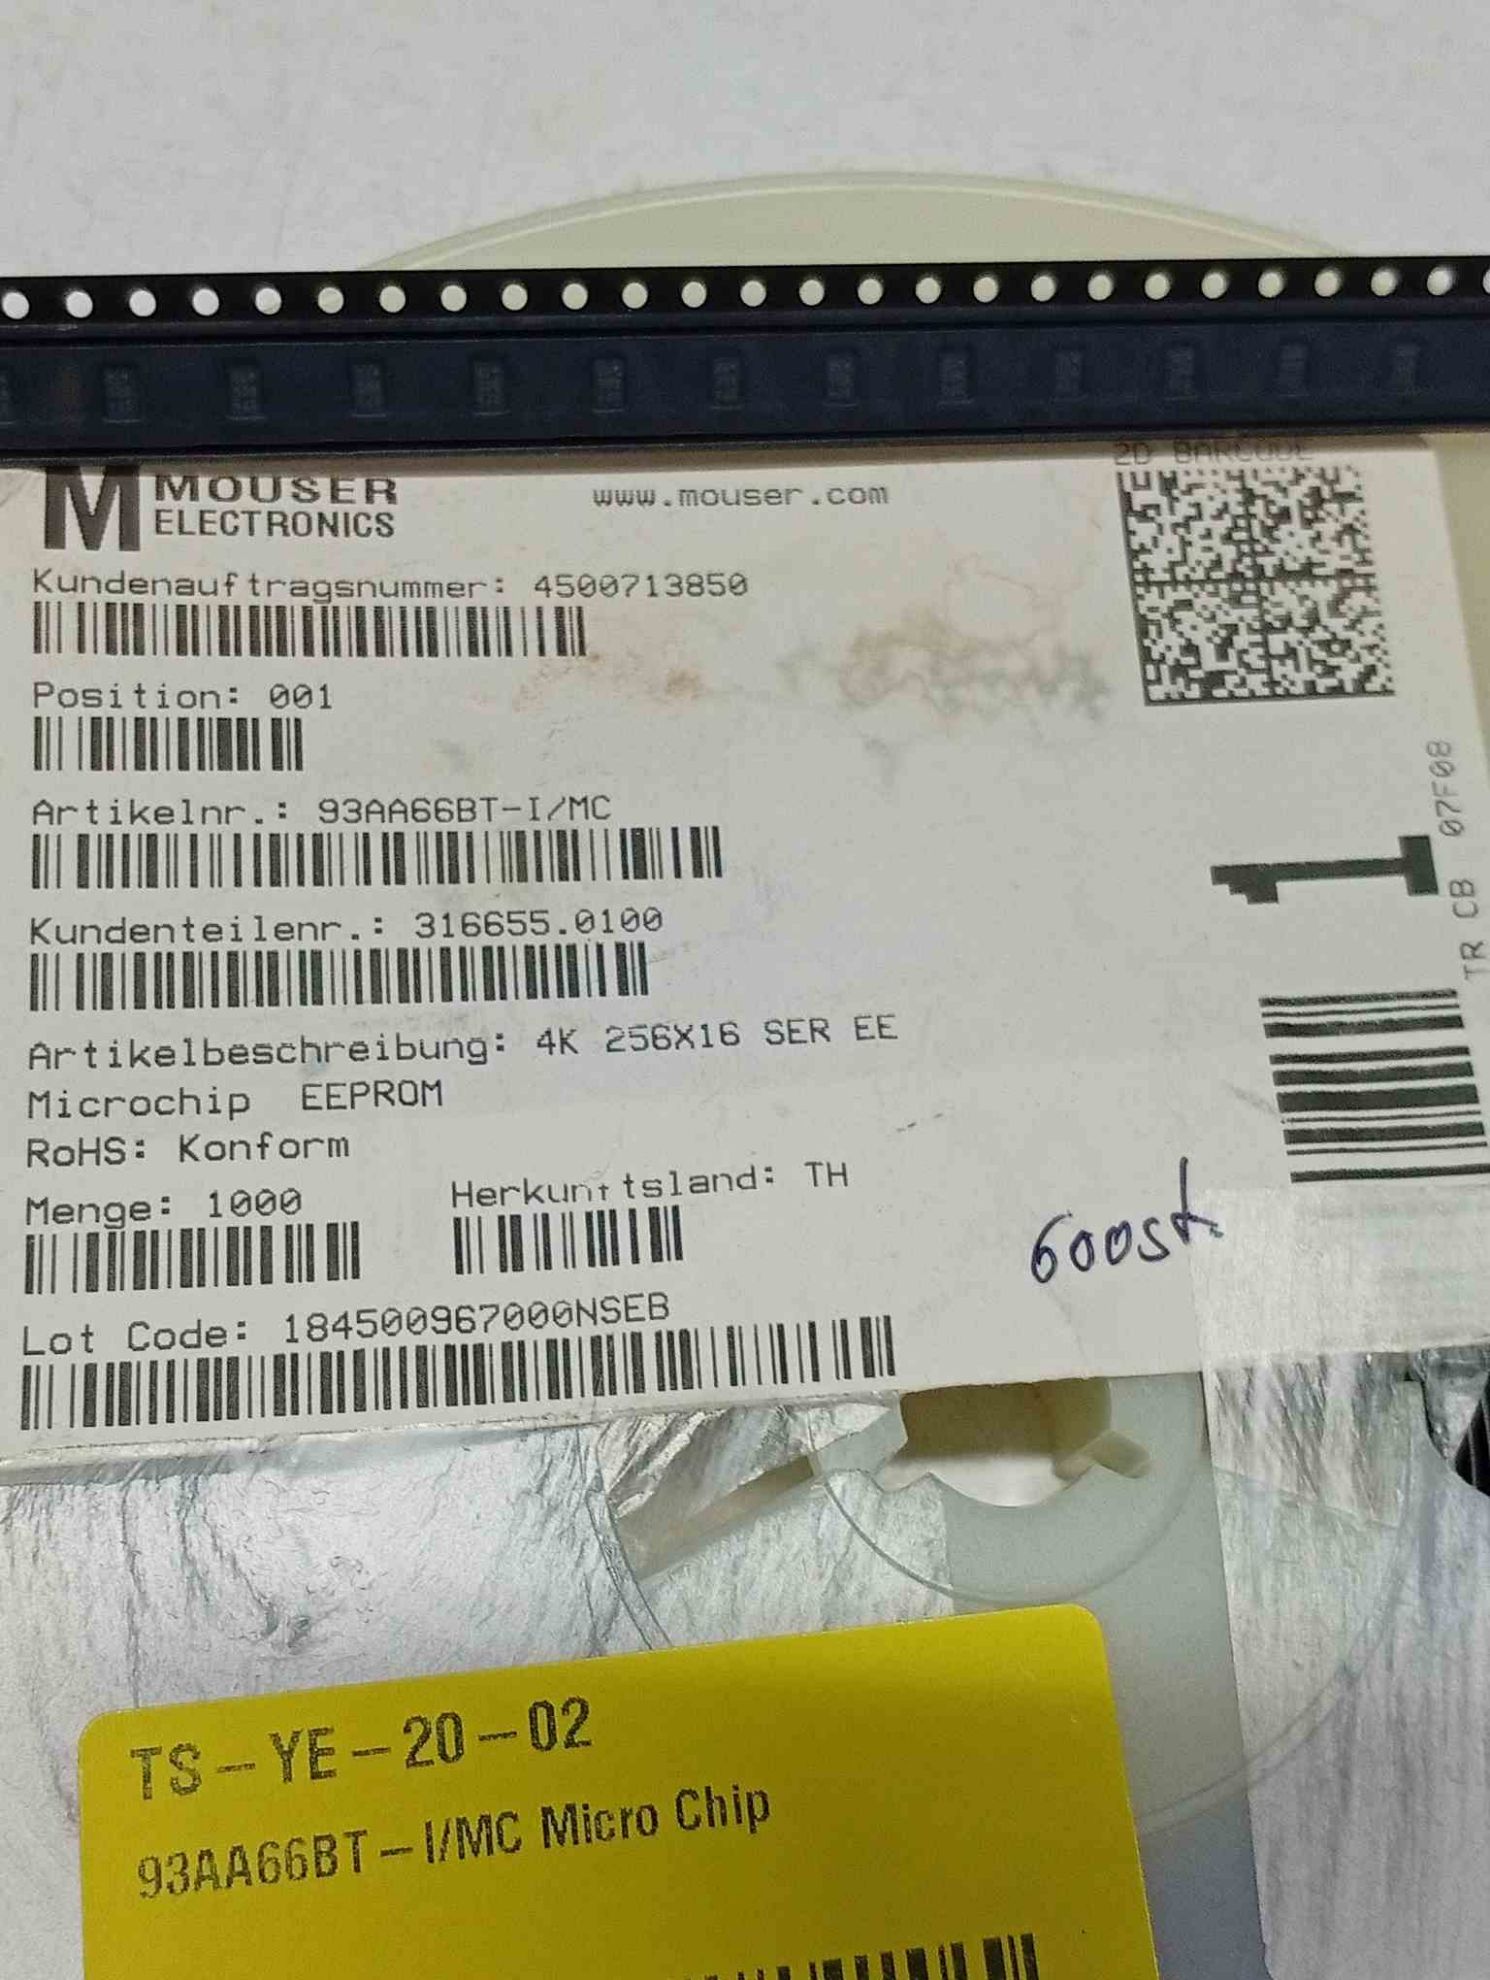 2D BARCODE
M MOUSER
ELECTRONICS
www.mouser.com
Kundenauftragsnummer: 4500713850
Position: 001
Artikelnr.: 93AA66BT-I/MC
Kundenteilenr.: 316655.0100
Artikelbeschreibung: 4K 256X16 SER EE
Microchip EEPROM
RoHS: Konform
Menge: 1000
Herkunftsland: TH
Lot Code: 184500967000NSEB
TR CB 07F08
600st.
TS-YE-20-02
93AA66BT-I/MC Micro Chip